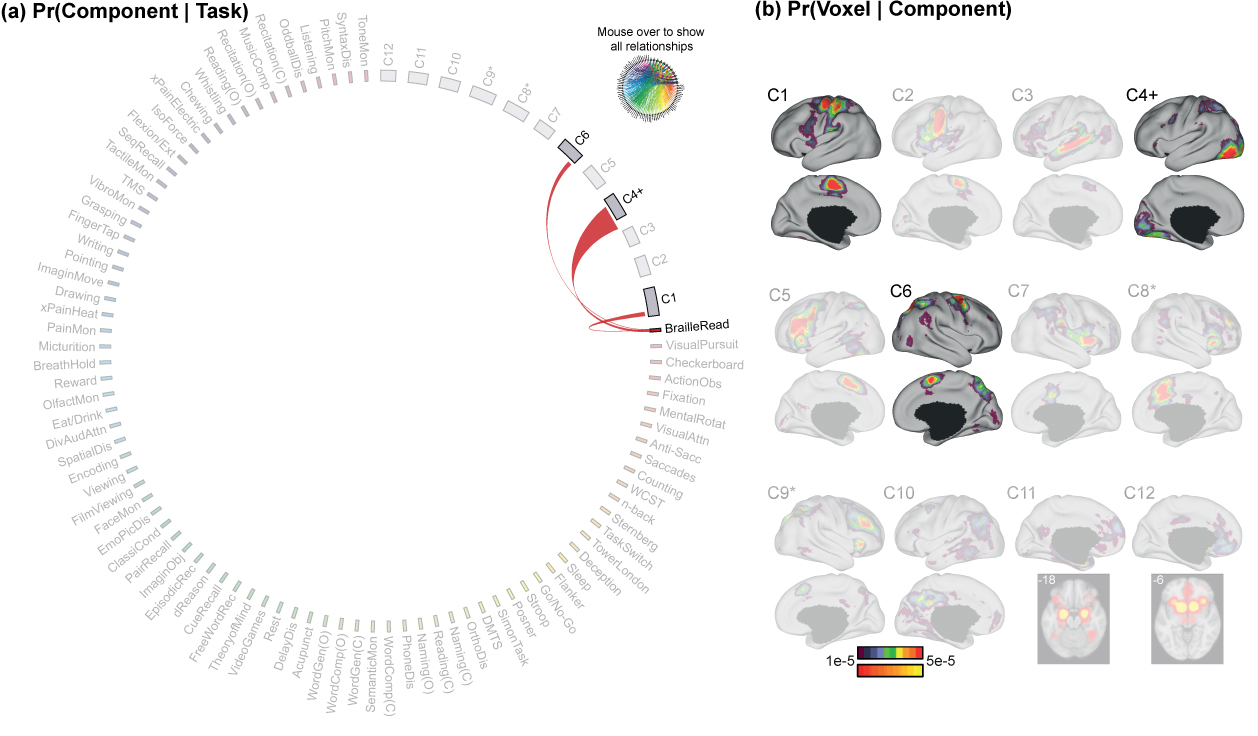 (a) Pr(Component | Task)
Mouse over to show
all relationships
C12
C11
C10
C9*
C8*
C7
C6
C5
C4+
C3
C2
C1
BrailleRead
VisualPursuit
Checkerboard
ActionObs
Fixation
MentalRotat
VisualAttn
Anti-Sacc
Saccades
Counting
WCST
n-back
Sternberg
TaskSwitch
TowerLondon
Deception
Sleep
Flanker
Go/No-Go
Stroop
Posner
SimonTask
DMTS
OrthoDis
Naming(C)
Reading(C)
Naming(O)
PhoneDis
WordComp(C)
SemanticMon
WordGen(C)
WordComp(O)
WordGen(O)
Acupunct
DelayDis
Rest
VideoGames
TheoryofMind
FreeWordRec
CueRecall
dReason
EpisodicRec
ImaginObj
PairRecall
ClassiCond
EmoPicDis
FaceMon
FilmViewing
Viewing
Encoding
SpatialDis
DivAudAttn
Eat/Drink
OlfactMon
Reward
BreathHold
Micturition
PainMon
xPainHeat
Drawing
ImaginMove
Pointing
Writing
FingerTap
Grasping
VibroMon
TMS
TactileMon
SeqRecall
Flexion/Ext
IsoForce
xPainElectric
Chewing
Whistling
Reading(O)
Recitation(O)
MusicComp
Recitation(C)
OddballDis
Listening
PitchMon
SyntaxDis
ToneMon
(b) Pr(Voxel | Component)
C1
C2
C3
C4+
C5
C6
C7
C8*
C9*
C10
C11
C12
-18
-6
1e-5
5e-5